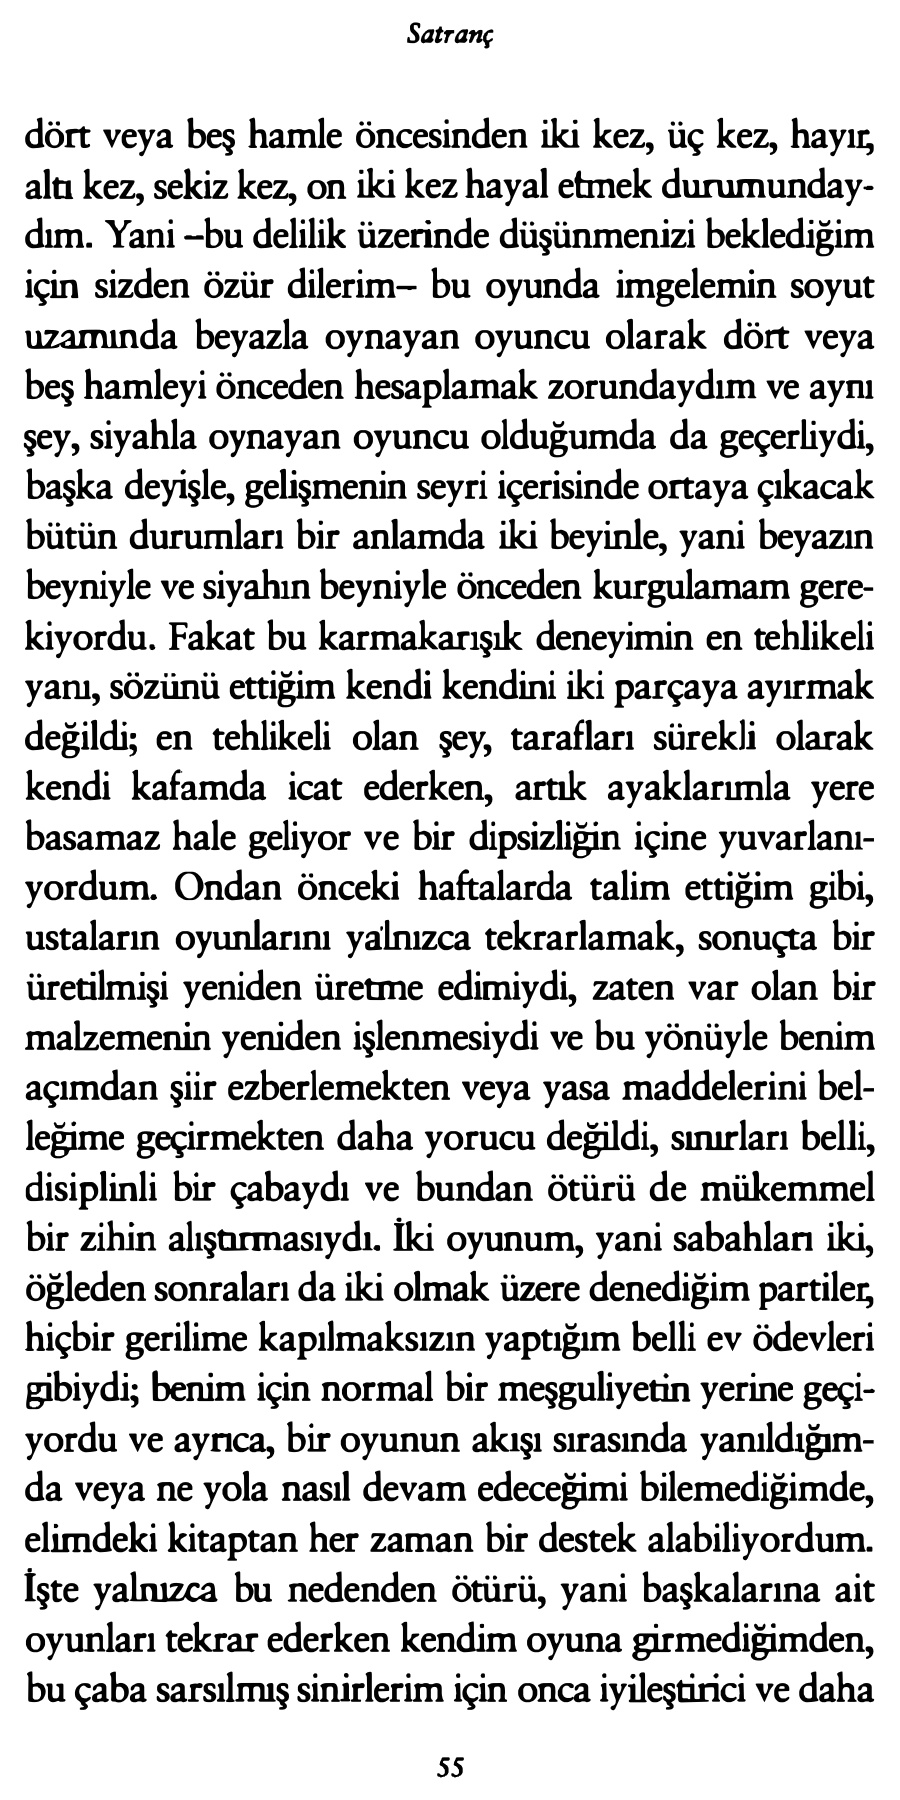 Satranç
dört veya beş hamle öncesinden iki kez, üç kez, hayır,
altı kez, sekiz kez, on iki kez hayal etmek durumunday-
dım. Yani –bu delilik üzerinde düşünmenizi beklediğim
için sizden özür dilerim– bu oyunda imgelemin soyut
uzamında beyazla oynayan oyuncu olarak dört veya
beş hamleyi önceden hesaplamak zorundaydım ve aynı
şey, siyahla oynayan oyuncu olduğumda da geçerliydi,
başka deyişle, gelişmenin seyri içerisinde ortaya çıkacak
bütün durumları bir anlamda iki beyinle, yani beyazın
beyniyle ve siyahın beyniyle önceden kurgulamam gere-
kiyordu. Fakat bu karmakarışık deneyimin en tehlikeli
yanı, sözünü ettiğim kendi kendini iki parçaya ayırmak
değildi; en tehlikeli olan şey, tarafları sürekli olarak
kendi kafamda icat ederken, artık ayaklarımla yere
basamaz hale geliyor ve bir dipsizliğin içine yuvarlanı-
yordum. Ondan önceki haftalarda talim ettiğim gibi,
ustaların oyunlarını yalnızca tekrarlamak, sonuçta bir
üretilmişi yeniden üretme edimiydi, zaten var olan bir
malzemenin yeniden işlenmesiydi ve bu yönüyle benim
açımdan şiir ezberlemekten veya yasa maddelerini bel-
leğime geçirmekten daha yorucu değildi, sınırları belli,
disiplinli bir çabaydı ve bundan ötürü de mükemmel
bir zihin alıştırmasıydı. İki oyunum, yani sabahları iki,
öğleden sonraları da iki olmak üzere denediğim partiler,
hiçbir gerilime kapılmaksızın yaptığım belli ev ödevleri
gibiydi; benim için normal bir meşguliyetin yerine geçi-
yordu ve ayrıca, bir oyunun akışı sırasında yanıldığım-
da veya ne yola nasıl devam edeceğimi bilemediğimde,
elimdeki kitaptan her zaman bir destek alabiliyordum.
İşte yalnızca bu nedenden ötürü, yani başkalarına ait
oyunları tekrar ederken kendim oyuna girmediğimden,
bu çaba sarsılmış sinirlerim için onca iyileştirici ve daha
55